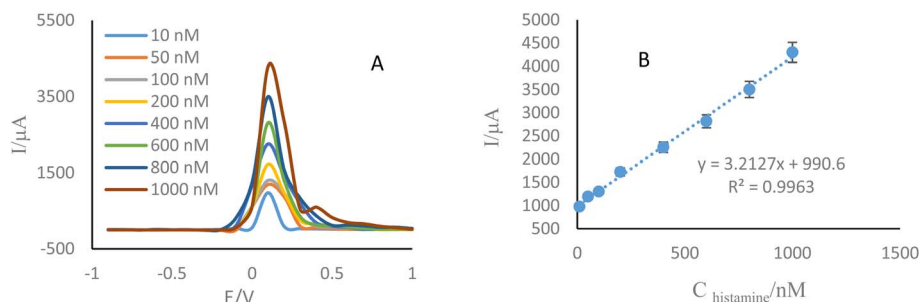 5500
3500
1500
-500
I/µA
10 nM
50 nM
100 nM
200 nM
400 nM
600 nM
800 nM
1000 nM
A
-1
-0.5
0
0.5
1
E/V
5000
4500
4000
3500
3000
2500
2000
1500
1000
500
I/µA
B
y = 3.2127x + 990.6
R² = 0.9963
0
500
1000
1500
C histamine/nM